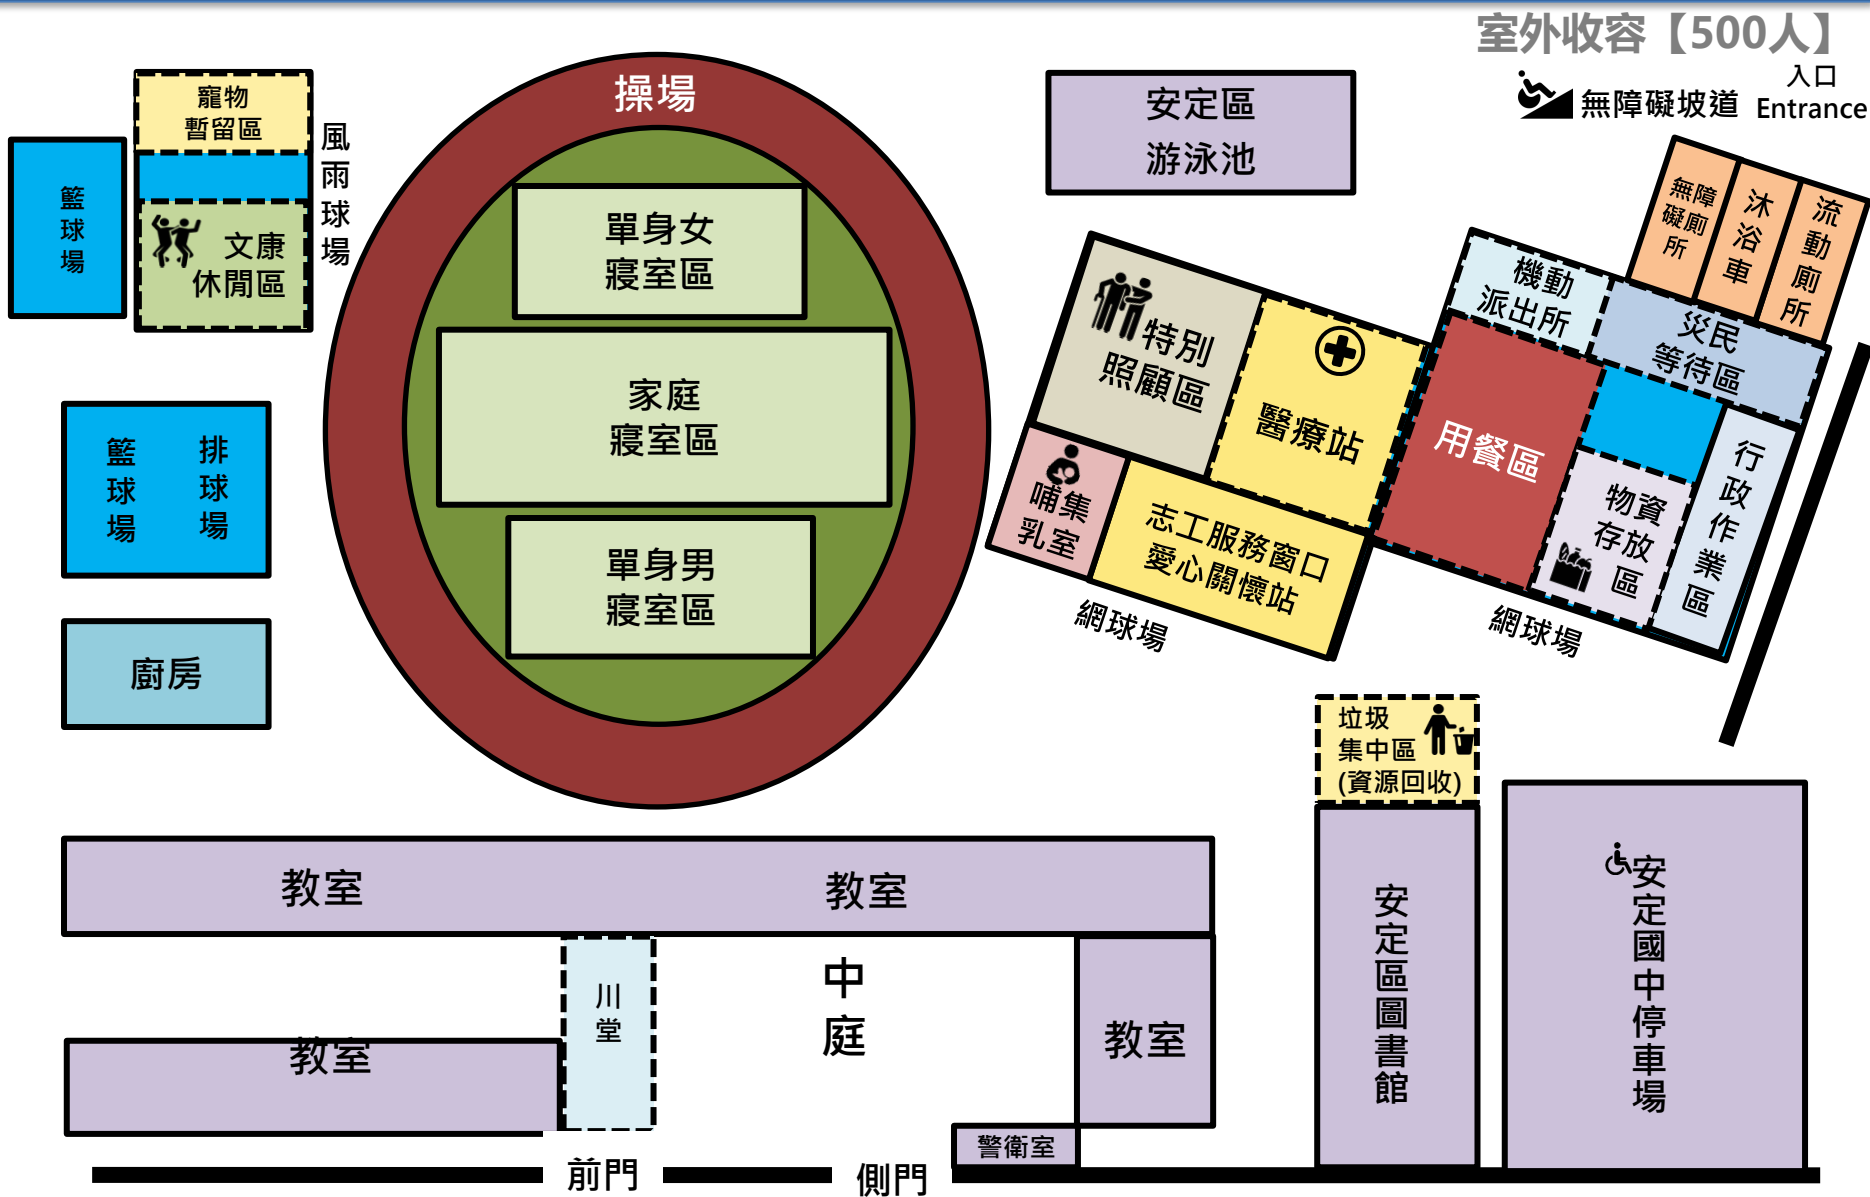 室外收容【500人】
入口
無障礙坡道 Entrance
寵物
暫留區
風雨球場
籃球場
文康
休閒區
操場
單身女
寢室區
家庭
寢室區
單身男
寢室區
安定區
游泳池
無障
礙廁
所
沐浴車
流動廁所
機動
派出所
災民
等待區
特別
照顧區
醫療站
用餐區
行政作業區
物資
存放
區
哺集
乳室
志工服務窗口
愛心關懷站
網球場
網球場
籃球場
排球場
廚房
垃圾
集中區
(資源回收)
教室
教室
中庭
川堂
教室
教室
安定區圖書館
安定國中停車場
警衛室
前門
側門